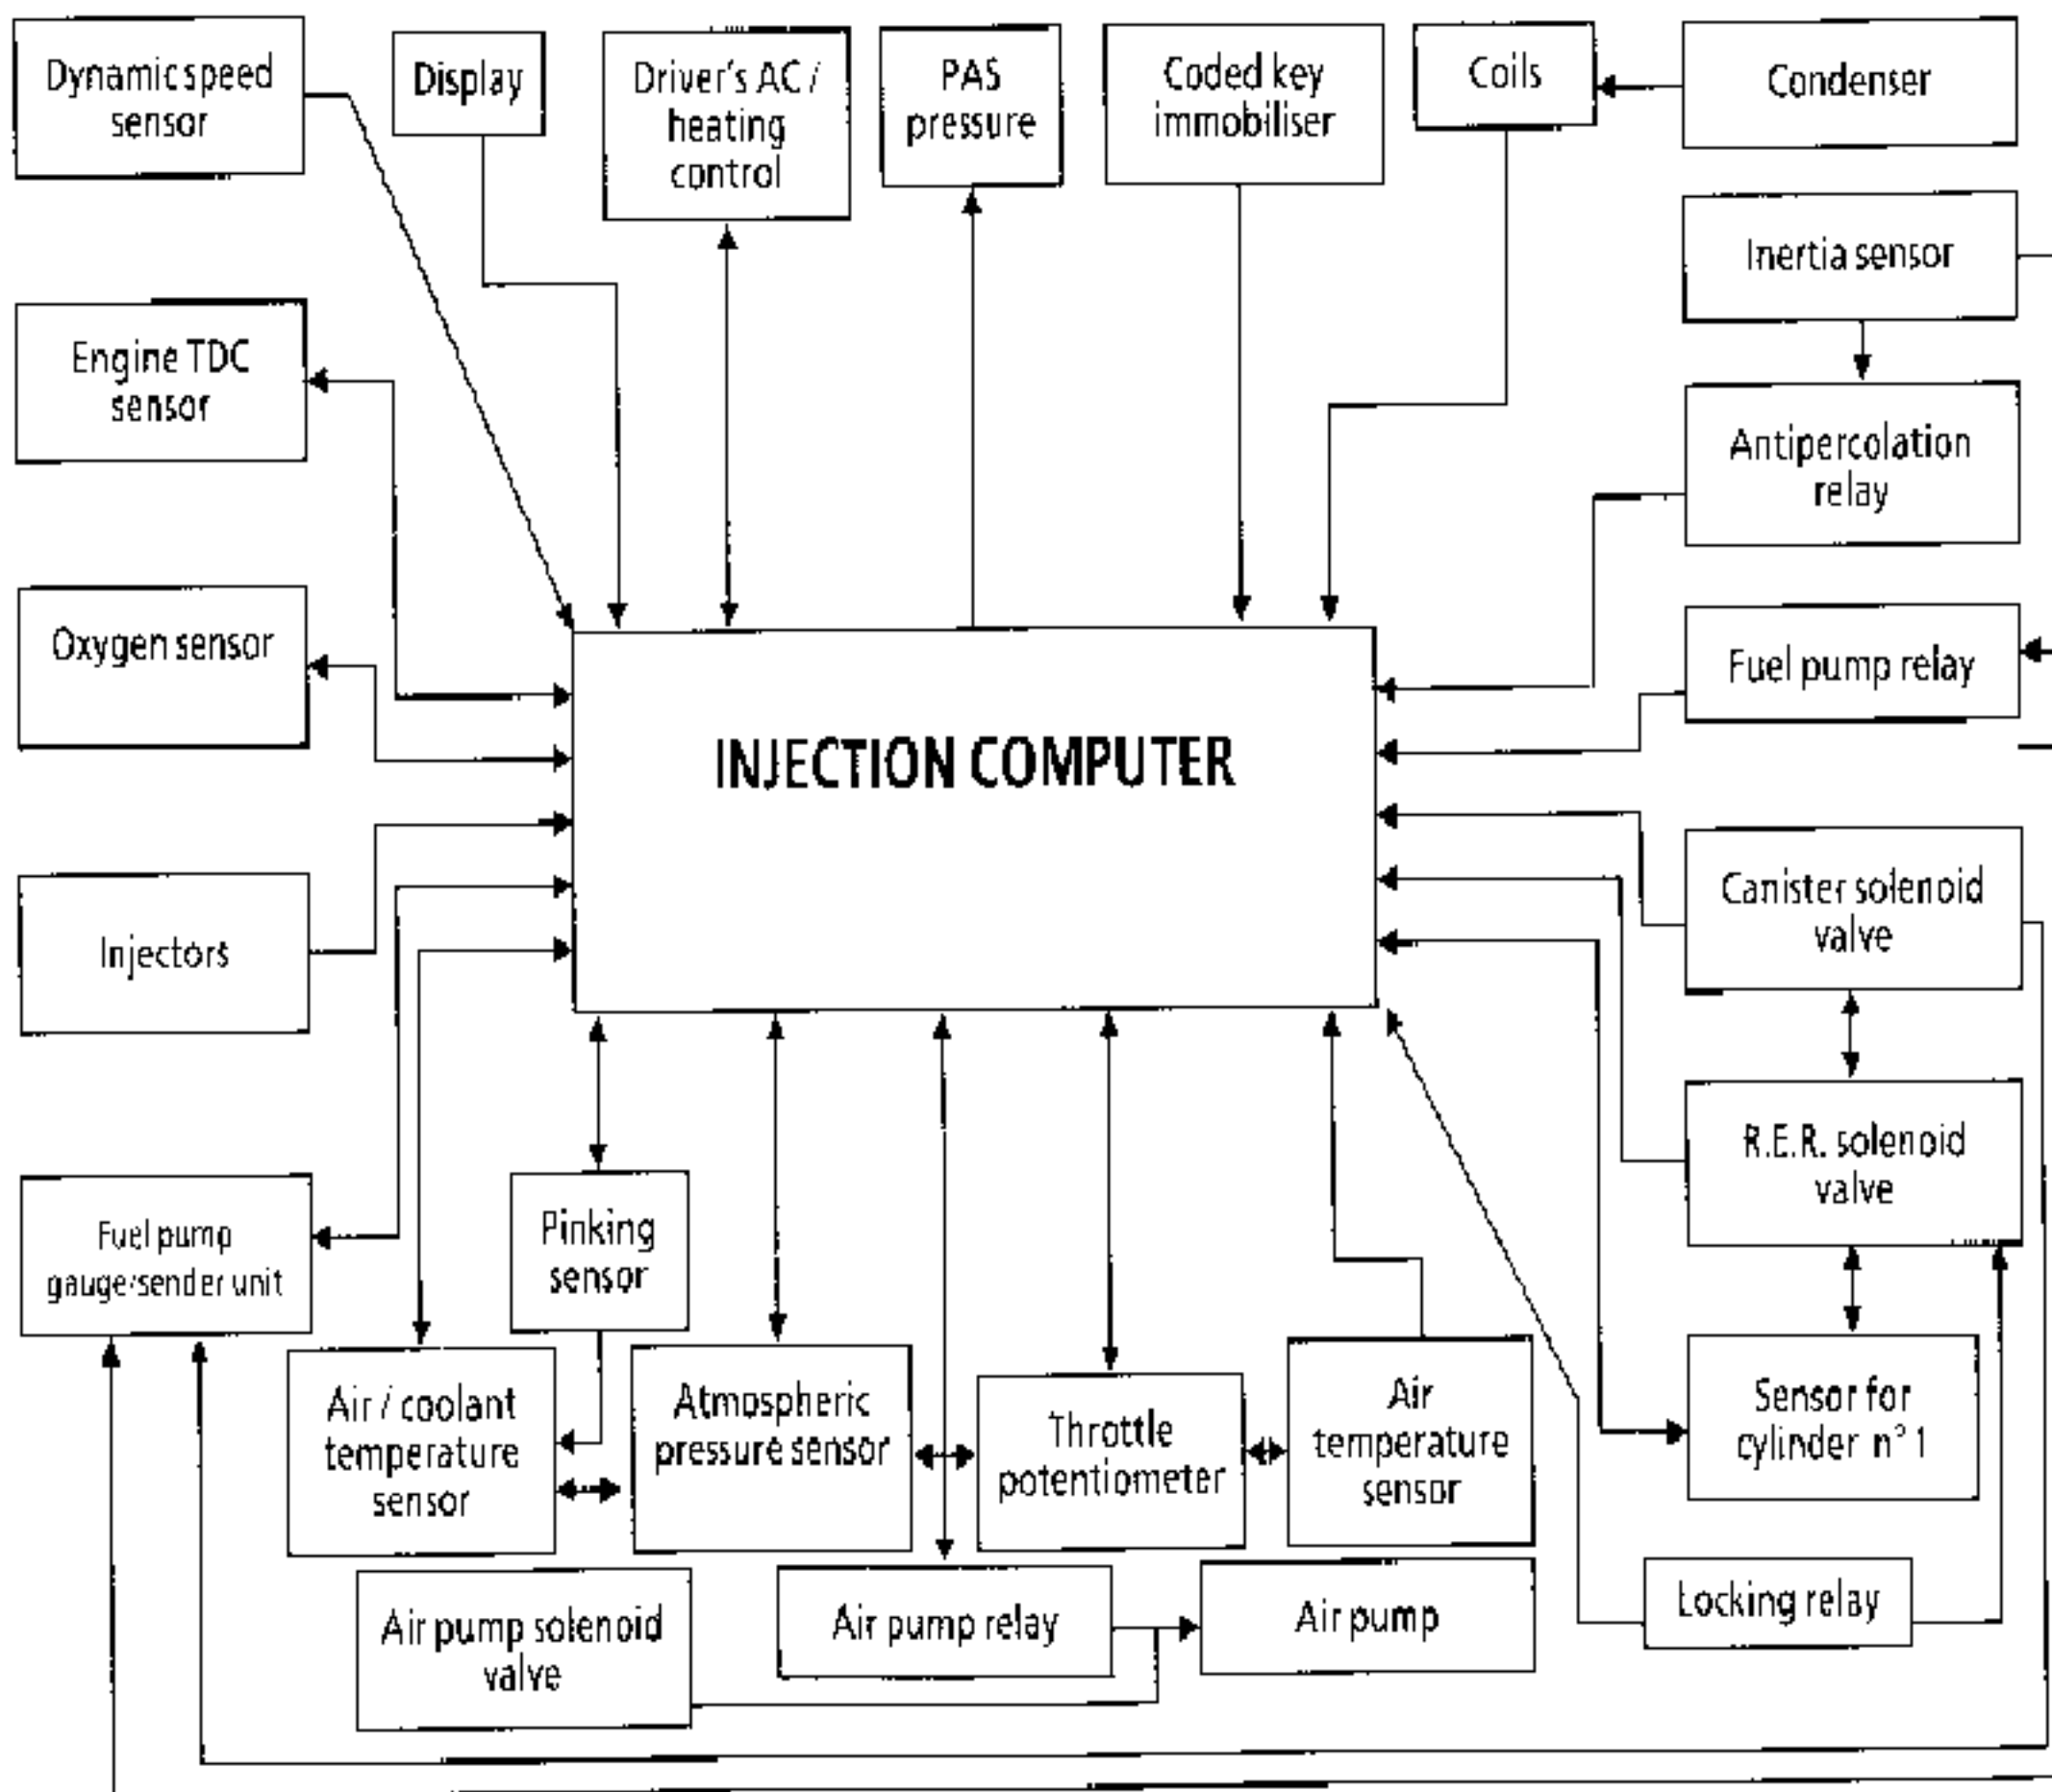 Dynamic speed
sensor
Display
Driver's AC /
heating
control
PAS
pressure
Coded key
immobiliser
Coils
Condenser
Inertia sensor
Engine TDC
sensor
Antipercolation
relay
Oxygen sensor
Fuel pump relay
INJECTION COMPUTER
Injectors
Canister solenoid
valve
R.E.R. solenoid
valve
Fuel pump
gauge/sender unit
Pinking
sensor
Air / coolant
temperature
sensor
Atmospheric
pressure sensor
Throttle
potentiometer
Air
temperature
sensor
Sensor for
cylinder n° 1
Air pump solenoid
valve
Air pump relay
Air pump
Locking relay